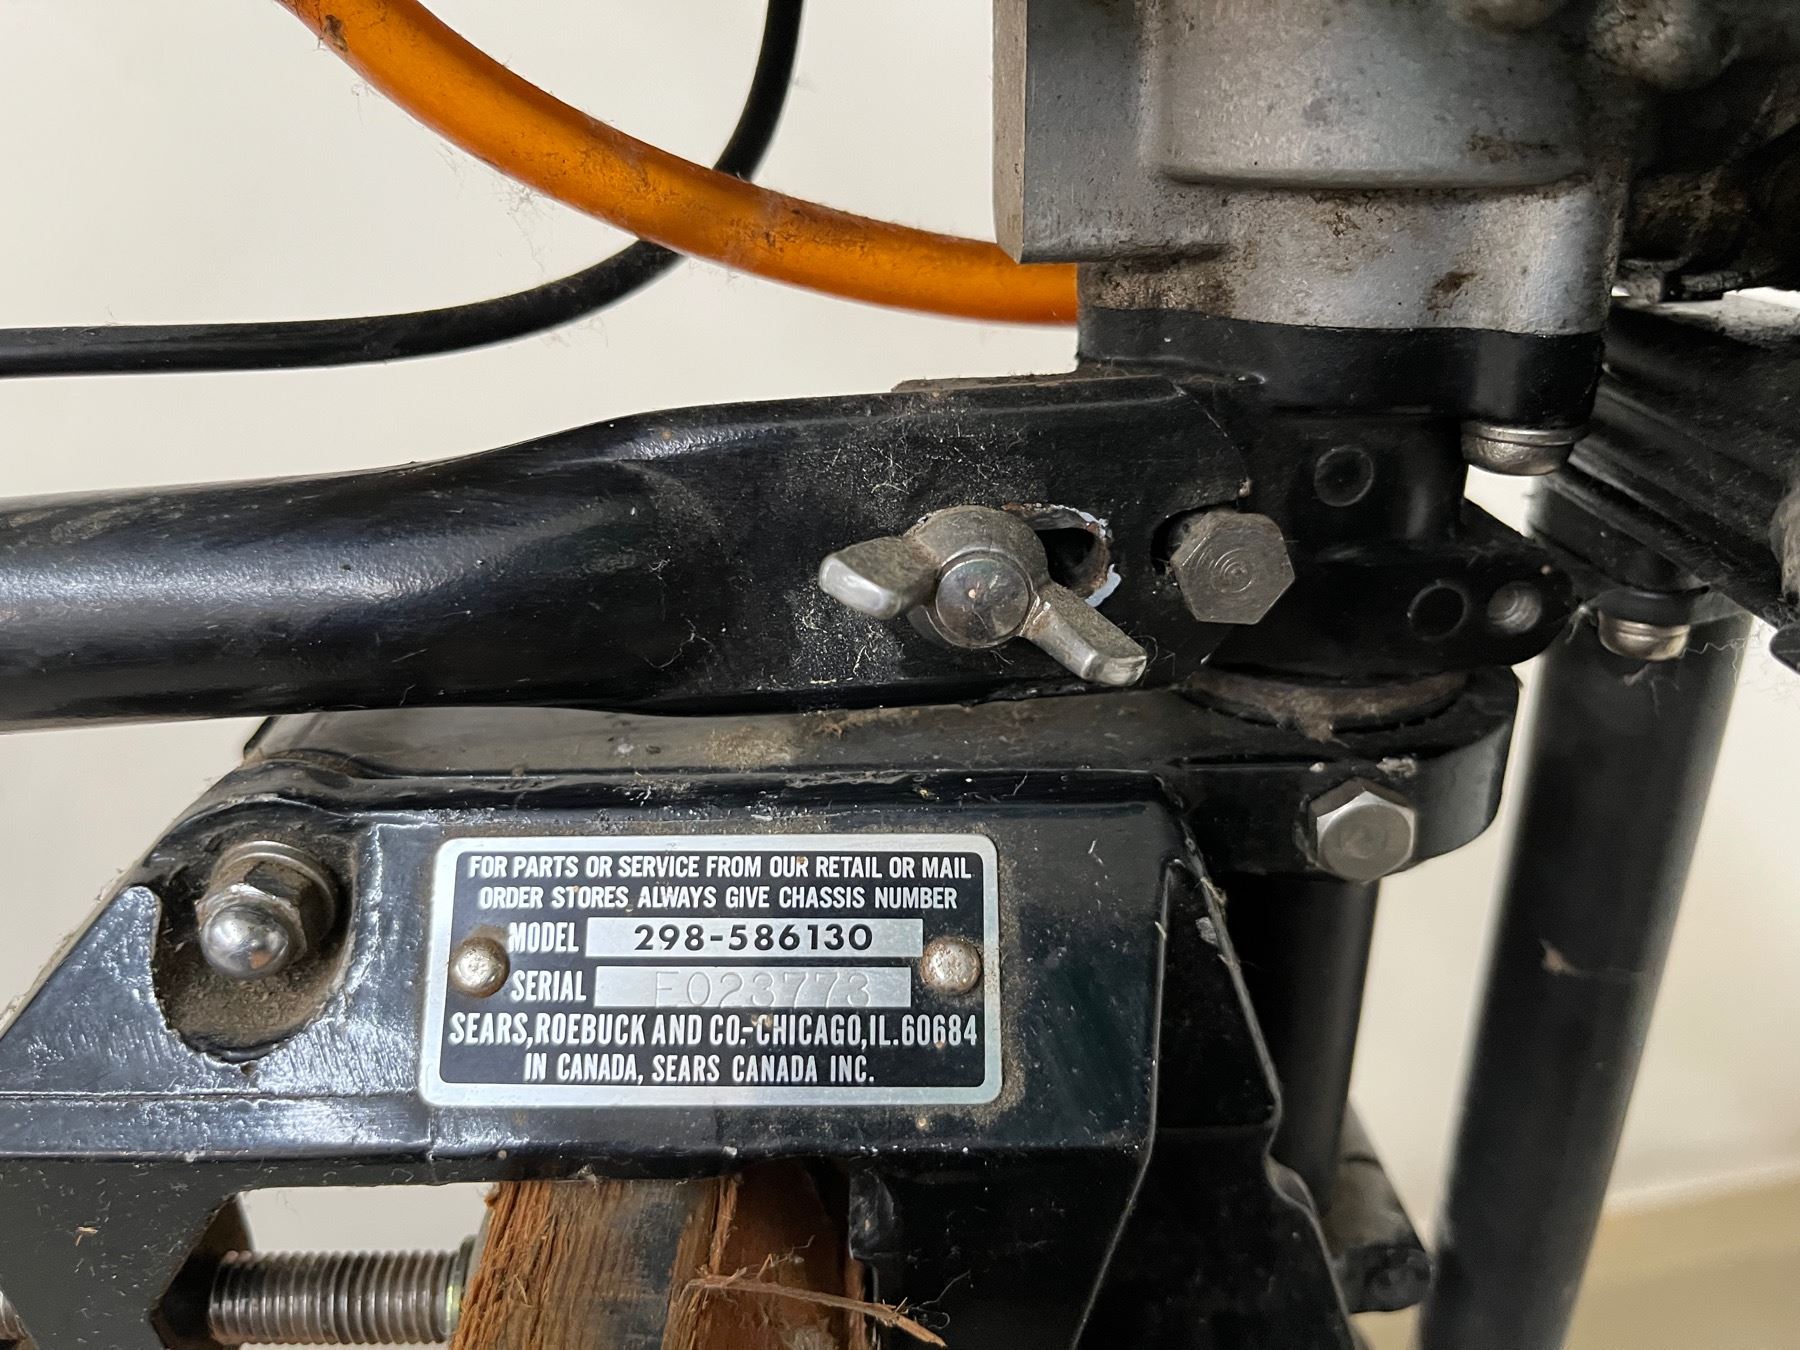 FOR PARTS OR SERVICE FROM OUR RETAIL OR MAIL
ORDER STORES ALWAYS GIVE CHASSIS NUMBER
MODEL 298-586130
SERIAL E023773
SEARS, ROEBUCK AND CO.-CHICAGO, IL. 60684
IN CANADA, SEARS CANADA INC.